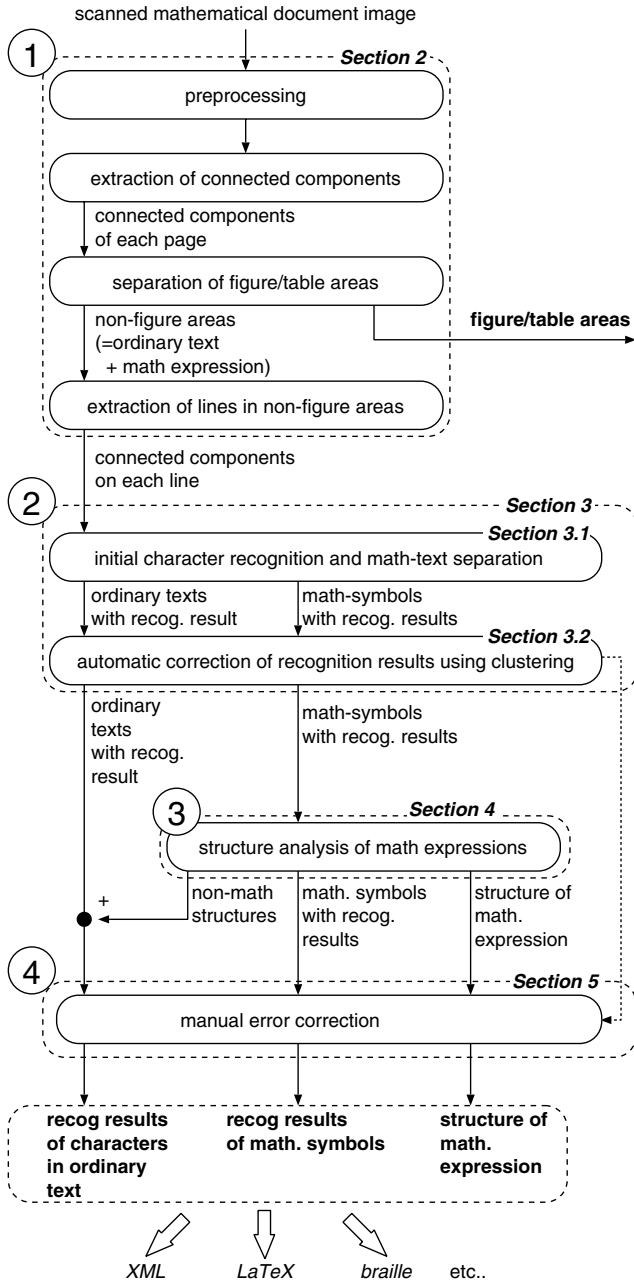 scanned mathematical document image
1
Section 2
preprocessing
extraction of connected components
connected components
of each page
separation of figure/table areas
non-figure areas
(=ordinary text
+ math expression)
figure/table areas
extraction of lines in non-figure areas
connected components
on each line
2
Section 3
Section 3.1
initial character recognition and math-text separation
ordinary texts
with recog. result
math-symbols
with recog. results
Section 3.2
automatic correction of recognition results using clustering
ordinary
texts
with recog.
result
math-symbols
with recog. results
3
Section 4
structure analysis of math expressions
+
non-math
structures
math. symbols
with recog.
results
structure of
math.
expression
4
Section 5
manual error correction
recog results
of characters
in ordinary
text
recog results
of math. symbols
structure of
math.
expression
XML
LaTeX
braille
etc..